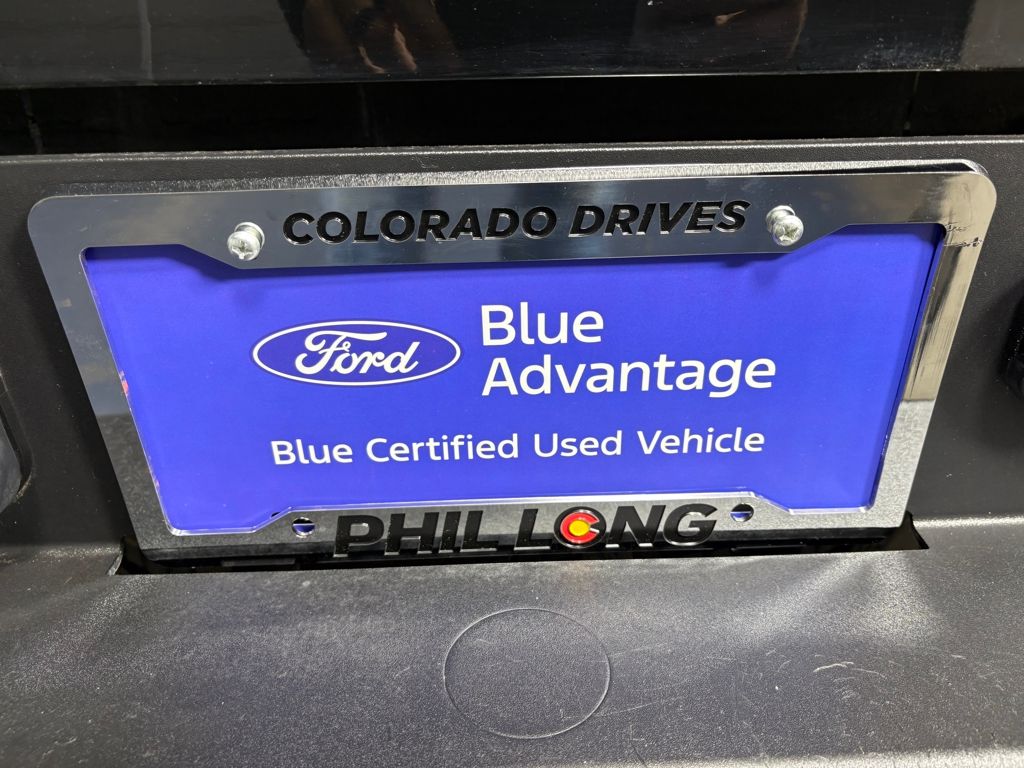 COLORADO DRIVES
Ford
Blue
Advantage
Blue Certified Used Vehicle
PHIL LONG